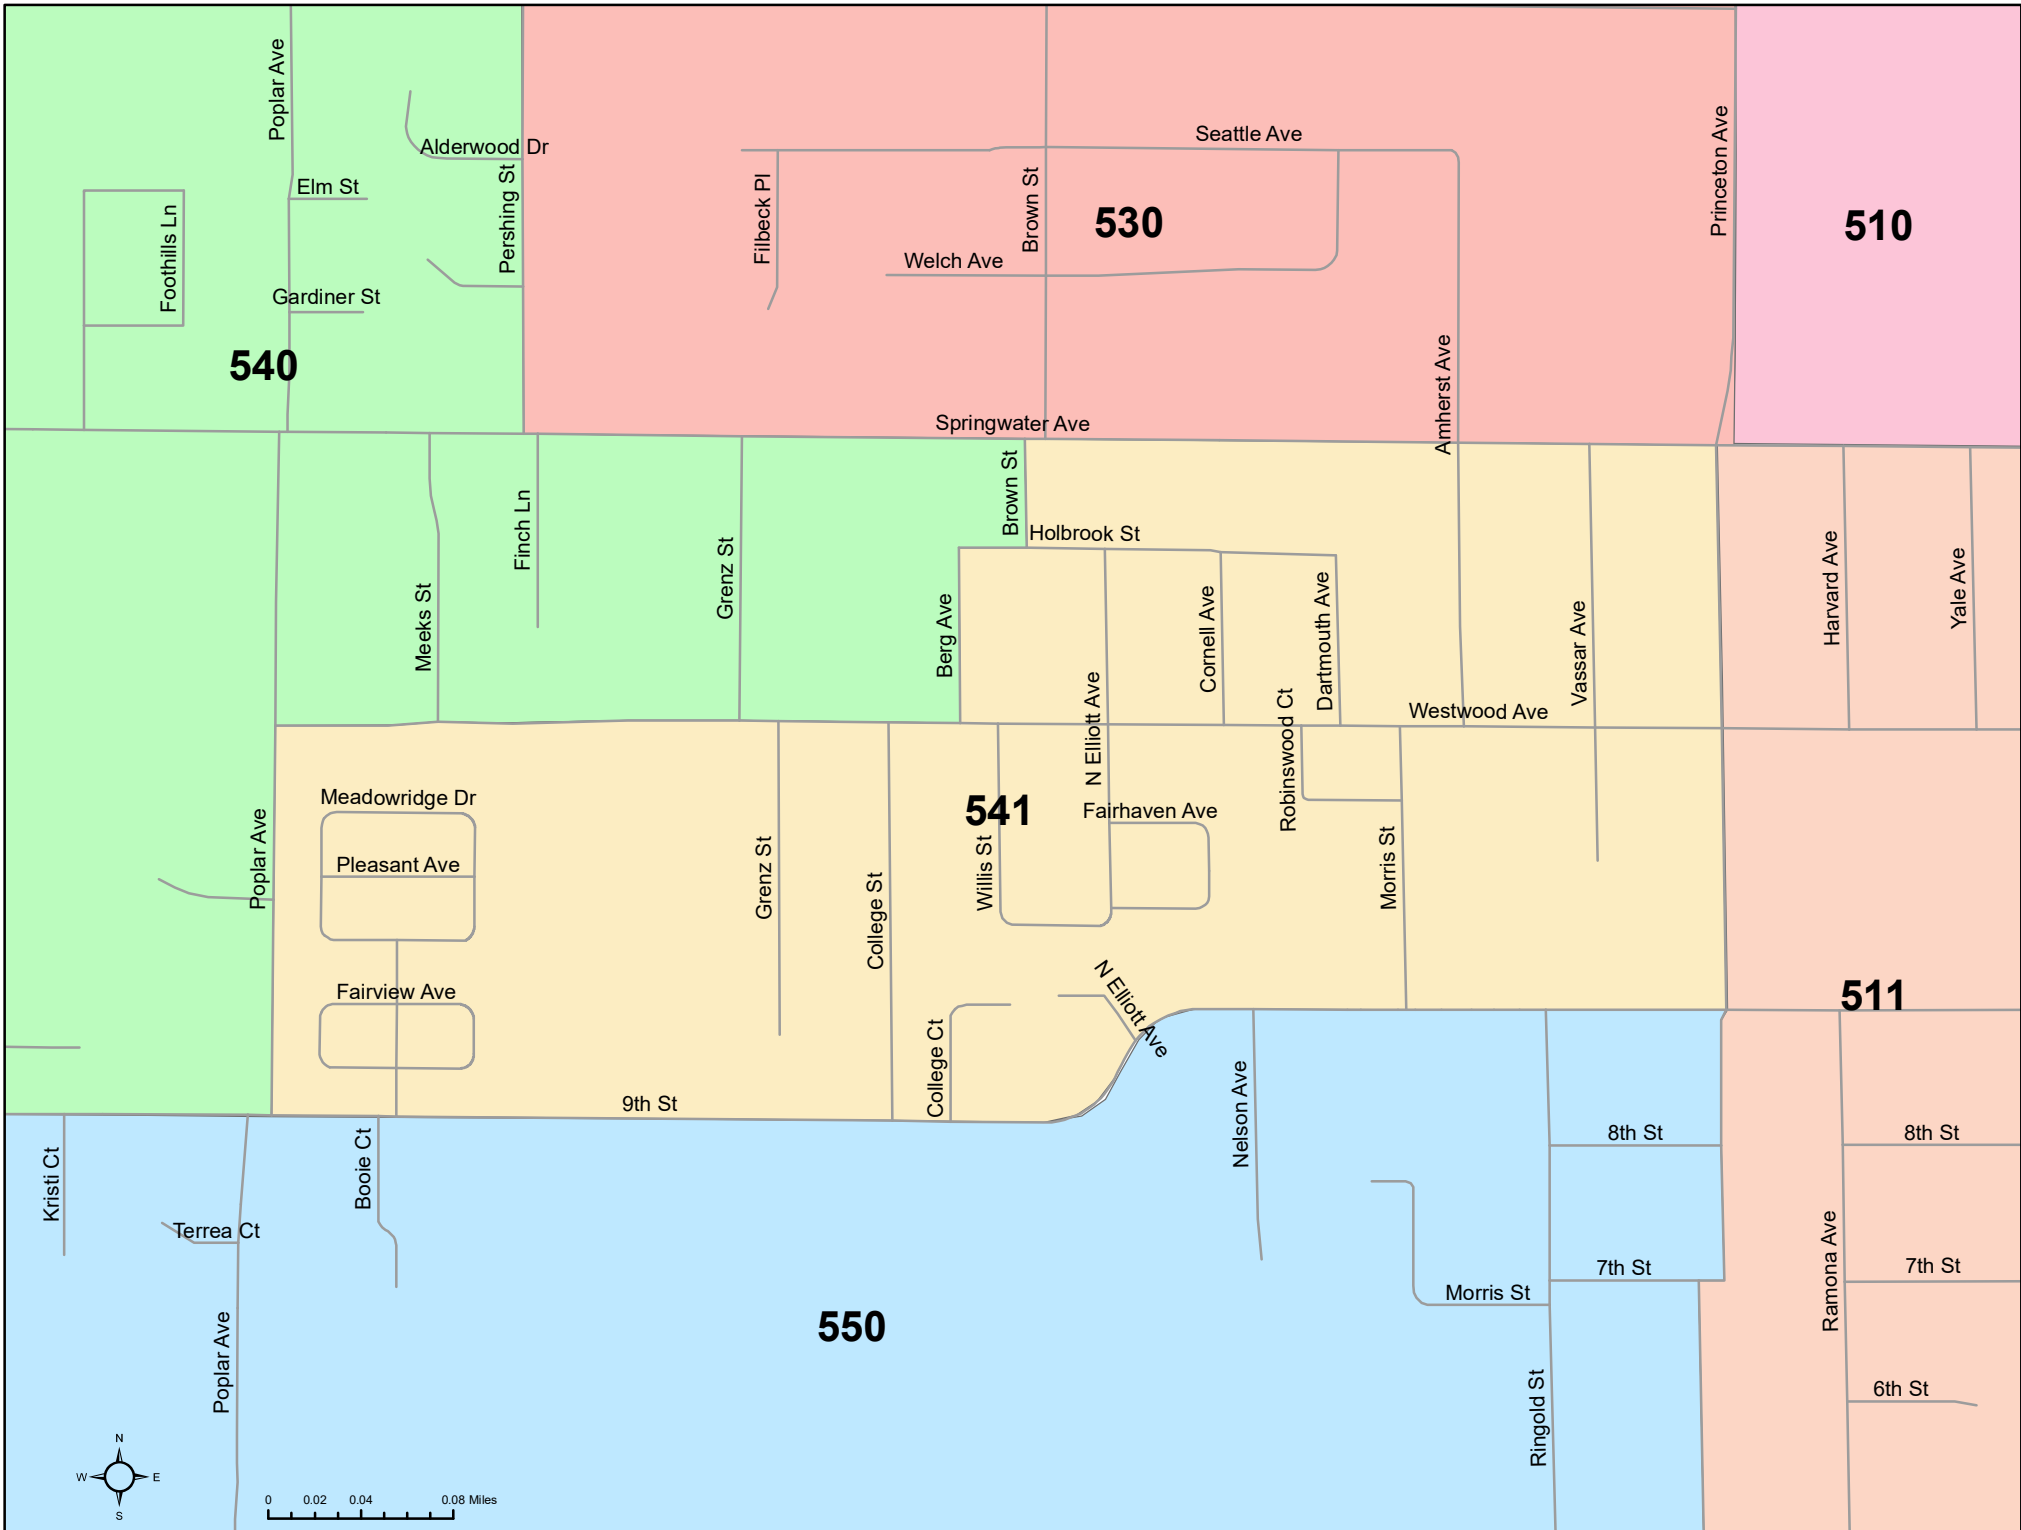 Poplar Ave
Alderwood Dr
Seattle Ave
Princeton Ave
Elm St
Pershing St
Filbeck Pl
Brown St
530
510
Foothills Ln
Welch Ave
Gardiner St
540
Amherst Ave
Springwater Ave
Brown St
Finch Ln
Holbrook St
Grenz St
Meeks St
Berg Ave
Cornell Ave
Dartmouth Ave
Vassar Ave
Harvard Ave
Yale Ave
N Elliott Ave
Robinswood Ct
Westwood Ave
Meadowridge Dr
541
Fairhaven Ave
Poplar Ave
Pleasant Ave
Grenz St
College St
Willis St
Morris St
Fairview Ave
N Elliott Ave
511
College Ct
9th St
Nelson Ave
8th St
8th St
Kristi Ct
Booie Ct
Terrea Ct
7th St
7th St
Ramona Ave
Morris St
550
Poplar Ave
Ringold St
6th St
N
W
E
S
0 0.02 0.04 0.08 Miles